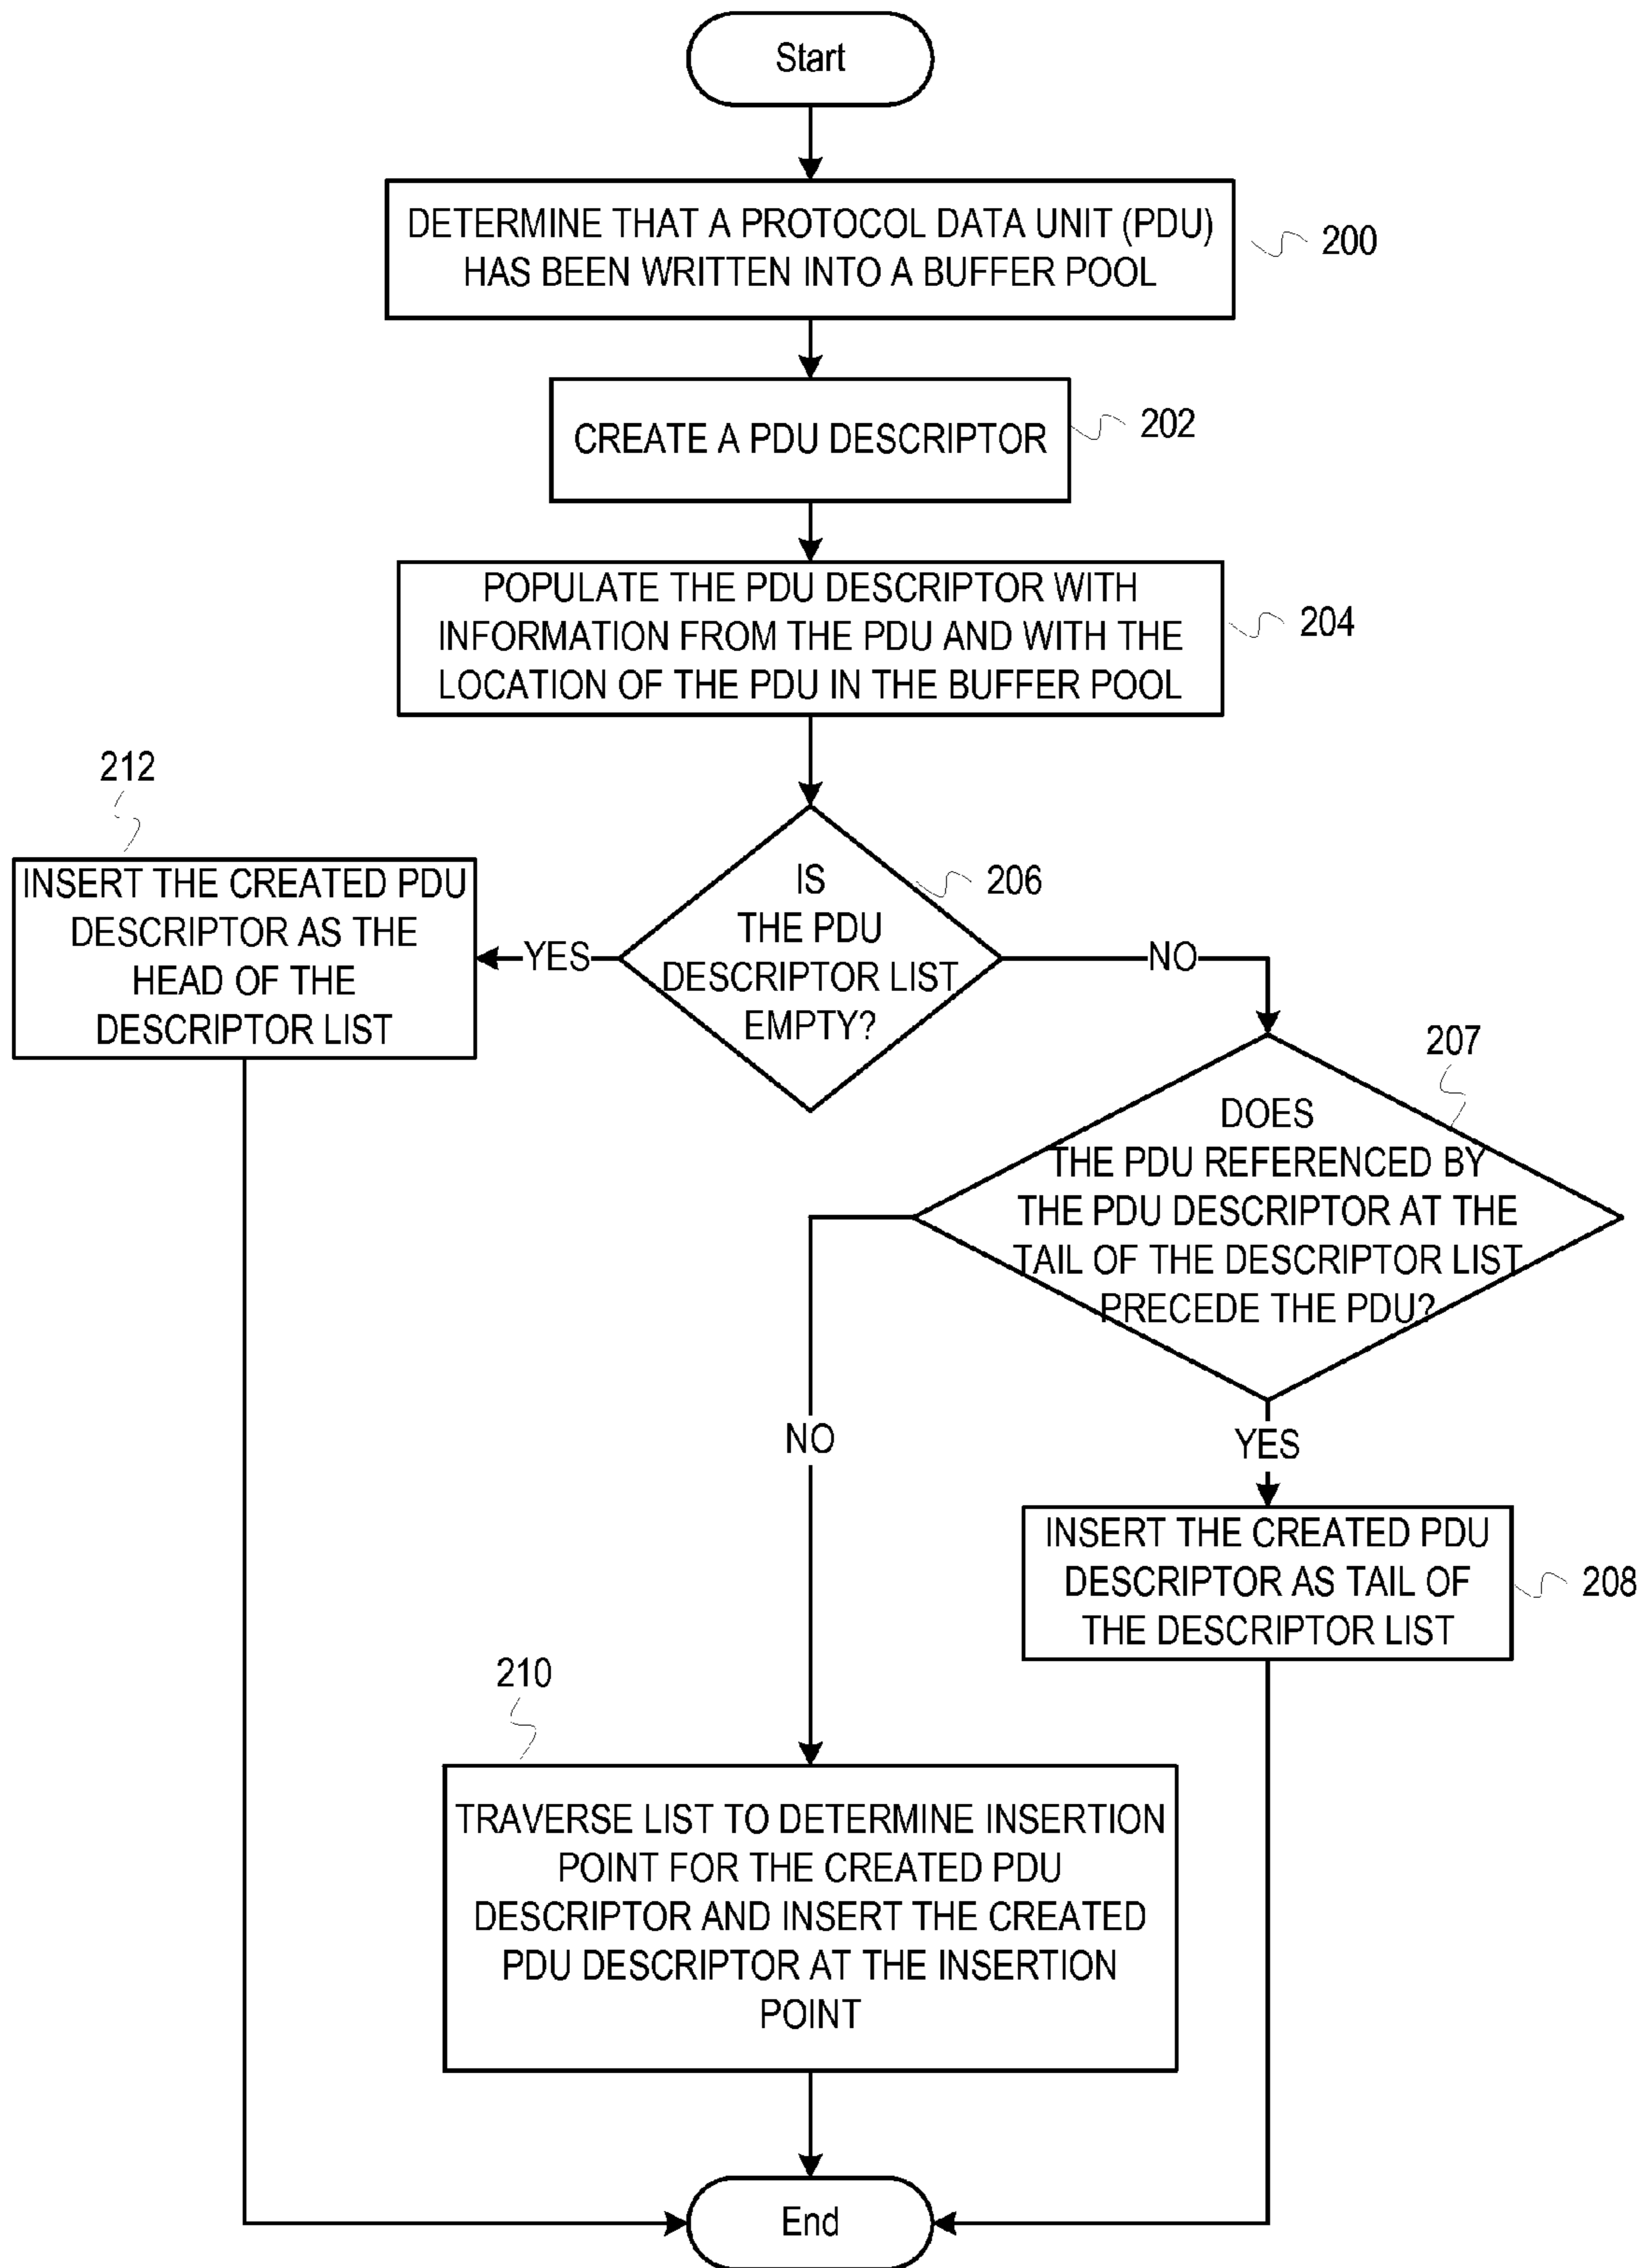 Start
DETERMINE THAT A PROTOCOL DATA UNIT (PDU)
HAS BEEN WRITTEN INTO A BUFFER POOL
200
CREATE A PDU DESCRIPTOR
202
POPULATE THE PDU DESCRIPTOR WITH
INFORMATION FROM THE PDU AND WITH THE
LOCATION OF THE PDU IN THE BUFFER POOL
204
212
INSERT THE CREATED PDU
DESCRIPTOR AS THE
HEAD OF THE
DESCRIPTOR LIST
YES
IS
THE PDU
DESCRIPTOR LIST
EMPTY?
206
NO
207
DOES
THE PDU REFERENCED BY
THE PDU DESCRIPTOR AT THE
TAIL OF THE DESCRIPTOR LIST
PRECEDE THE PDU?
NO
YES
INSERT THE CREATED PDU
DESCRIPTOR AS TAIL OF
THE DESCRIPTOR LIST
208
210
TRAVERSE LIST TO DETERMINE INSERTION
POINT FOR THE CREATED PDU
DESCRIPTOR AND INSERT THE CREATED
PDU DESCRIPTOR AT THE INSERTION
POINT
End